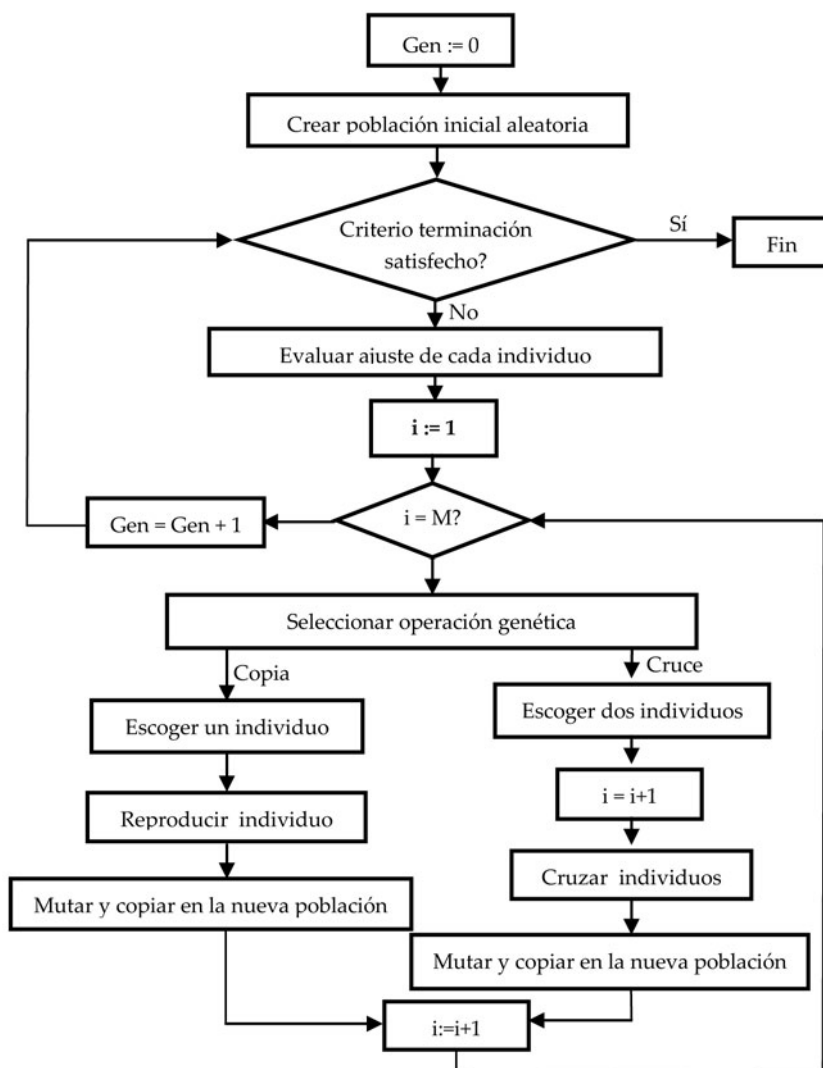 Gen := 0
Crear población inicial aleatoria
Criterio terminación
satisfecho?
Sí
Fin
No
Evaluar ajuste de cada individuo
i := 1
i = M?
Gen = Gen + 1
Seleccionar operación genética
Copia
Cruce
Escoger un individuo
Escoger dos individuos
Reproducir individuo
i = i+1
Mutar y copiar en la nueva población
Cruzar individuos
Mutar y copiar en la nueva población
i:=i+1